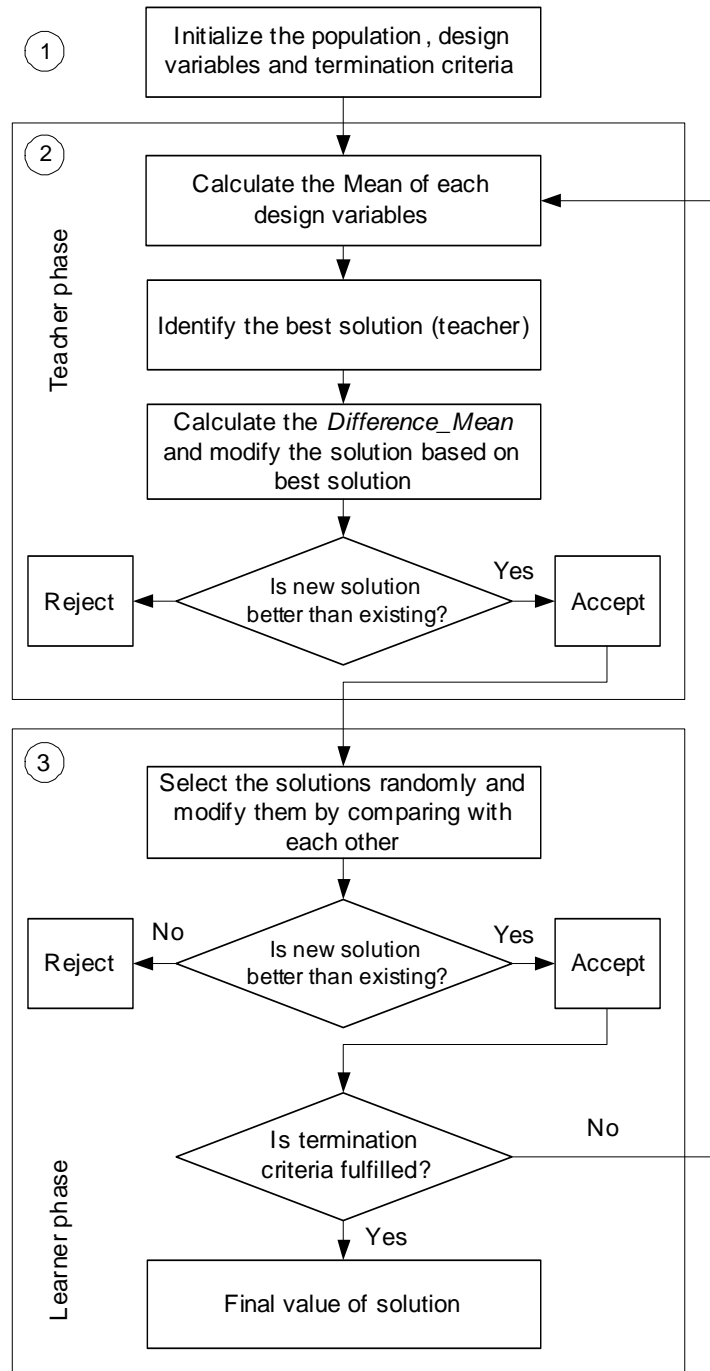 1
Initialize the population, design
variables and termination criteria
2
Teacher phase
Calculate the Mean of each
design variables
Identify the best solution (teacher)
Calculate the Difference_Mean
and modify the solution based on
best solution
Reject
Is new solution
better than existing?
Yes
Accept
3
Select the solutions randomly and
modify them by comparing with
each other
Reject
No
Is new solution
better than existing?
Yes
Accept
Learner phase
Is termination
criteria fulfilled?
No
Yes
Final value of solution